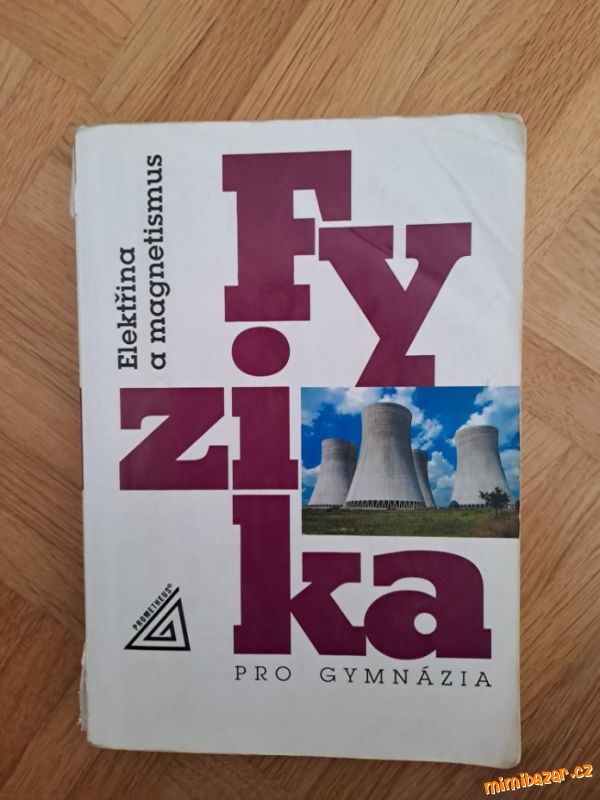 Elektřina
a magnetismus
Fy
zi
ka
PROMETHEUS®
PRO GYMNÁZIA
mimibazar.cz